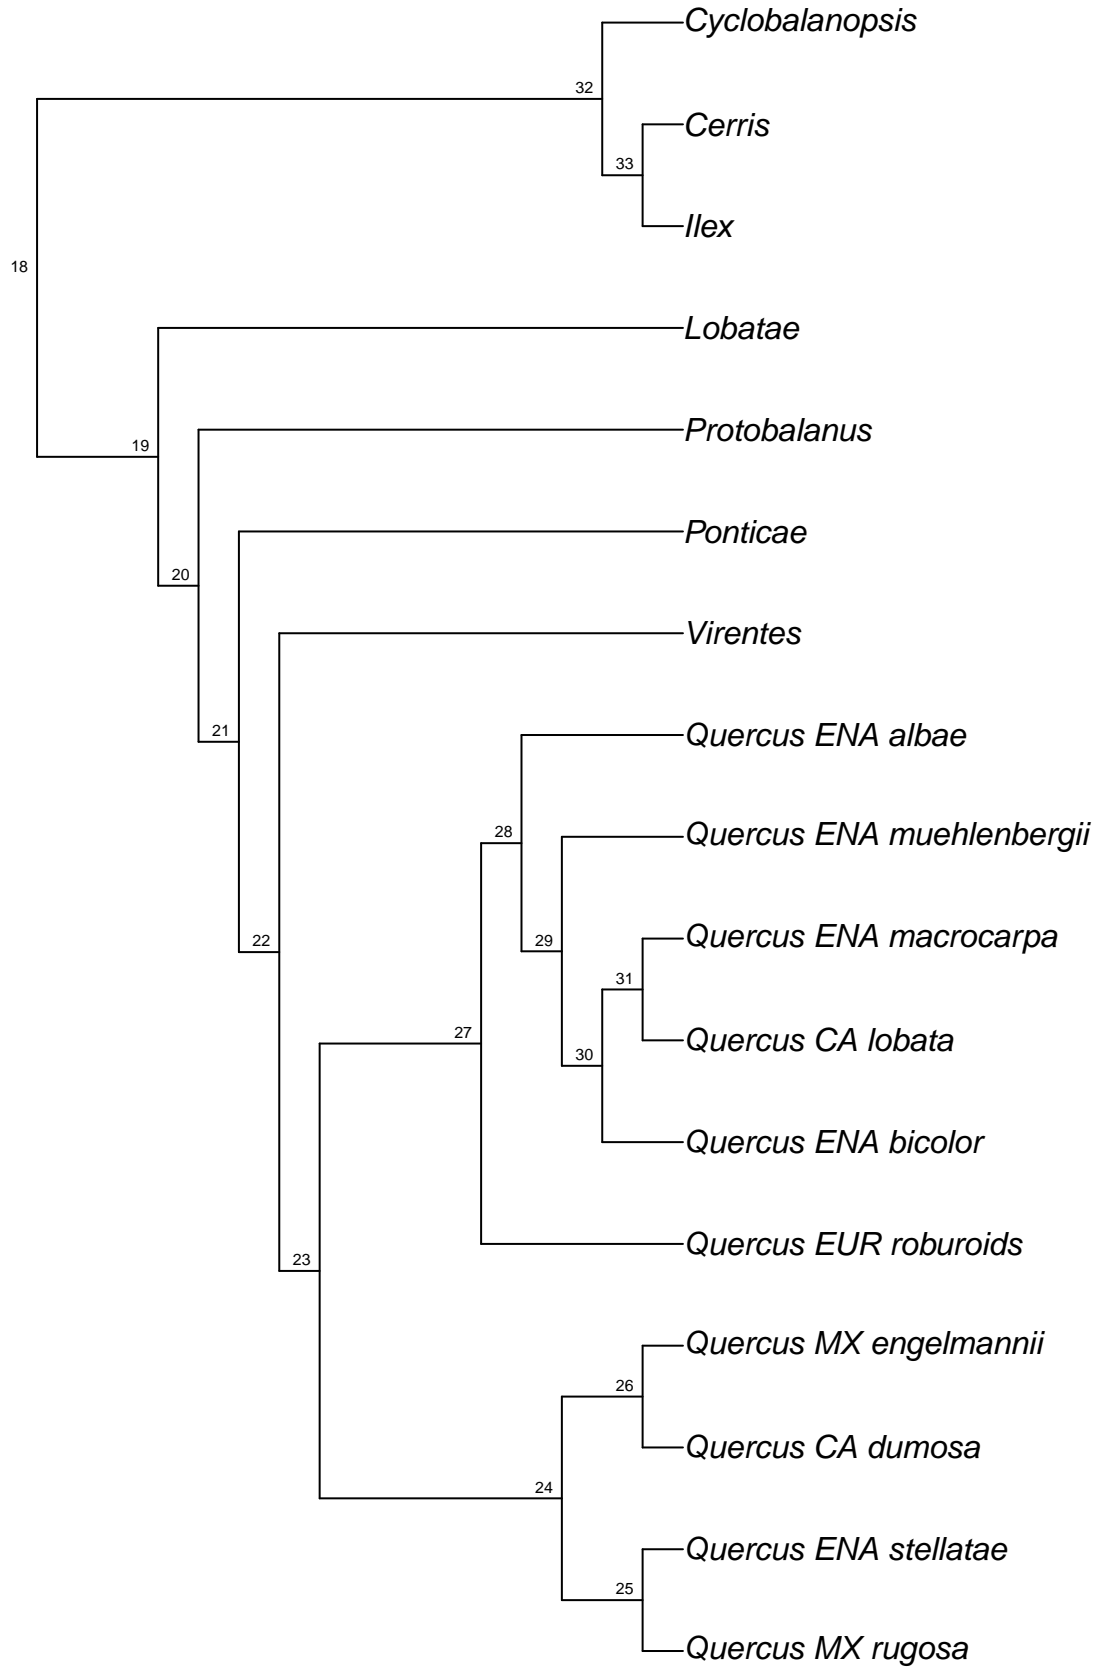 Cyclobalanopsis
32
Cerris
33
Ilex
18
Lobatae
Protobalanus
19
Ponticae
20
Virentes
21
Quercus ENA albae
28
Quercus ENA muehlenbergii
22
29
Quercus ENA macrocarpa
31
27
Quercus CA lobata
30
Quercus ENA bicolor
Quercus EUR roburoids
23
Quercus MX engelmannii
26
Quercus CA dumosa
24
Quercus ENA stellatae
25
Quercus MX rugosa